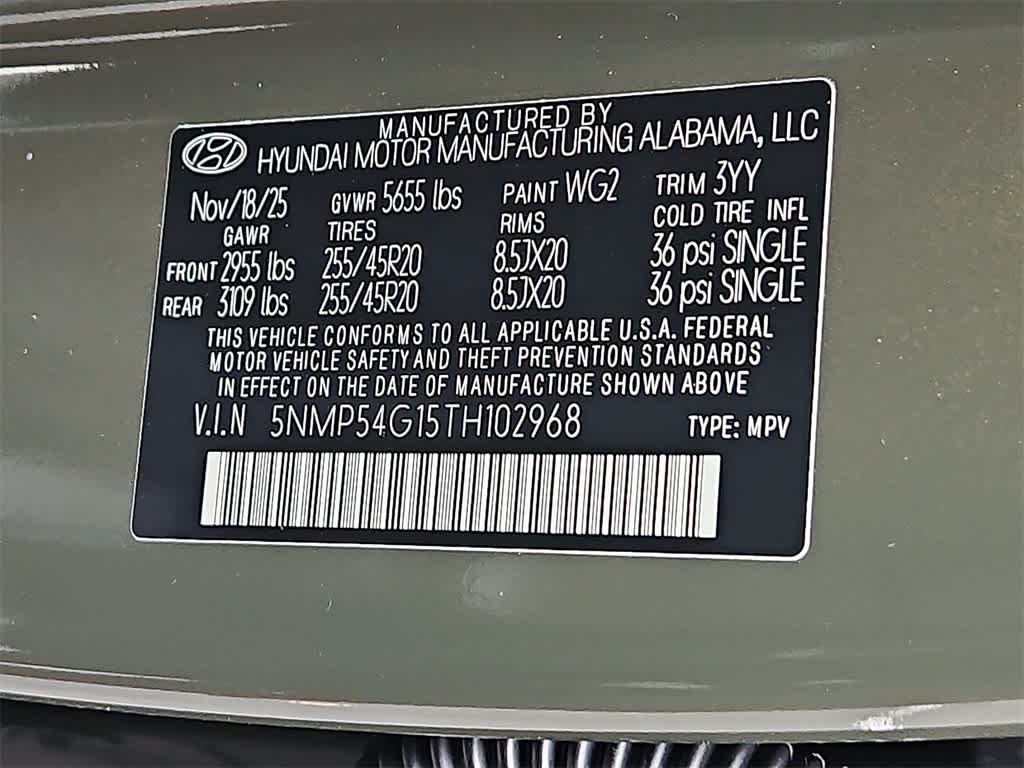 MANUFACTURED BY
HYUNDAI MOTOR MANUFACTURING ALABAMA, LLC
Nov/18/25 GVWR 5655 lbs PAINT WG2 TRIM 3YY
GAWR TIRES RIMS COLD TIRE INFL
FRONT 2955 lbs 255/45R20 8.5JX20 36 psi SINGLE
REAR 3109 lbs 255/45R20 8.5JX20 36 psi SINGLE
THIS VEHICLE CONFORMS TO ALL APPLICABLE U.S.A. FEDERAL
MOTOR VEHICLE SAFETY AND THEFT PREVENTION STANDARDS
IN EFFECT ON THE DATE OF MANUFACTURE SHOWN ABOVE
V.I.N 5NMP54G15TH102968 TYPE: MPV